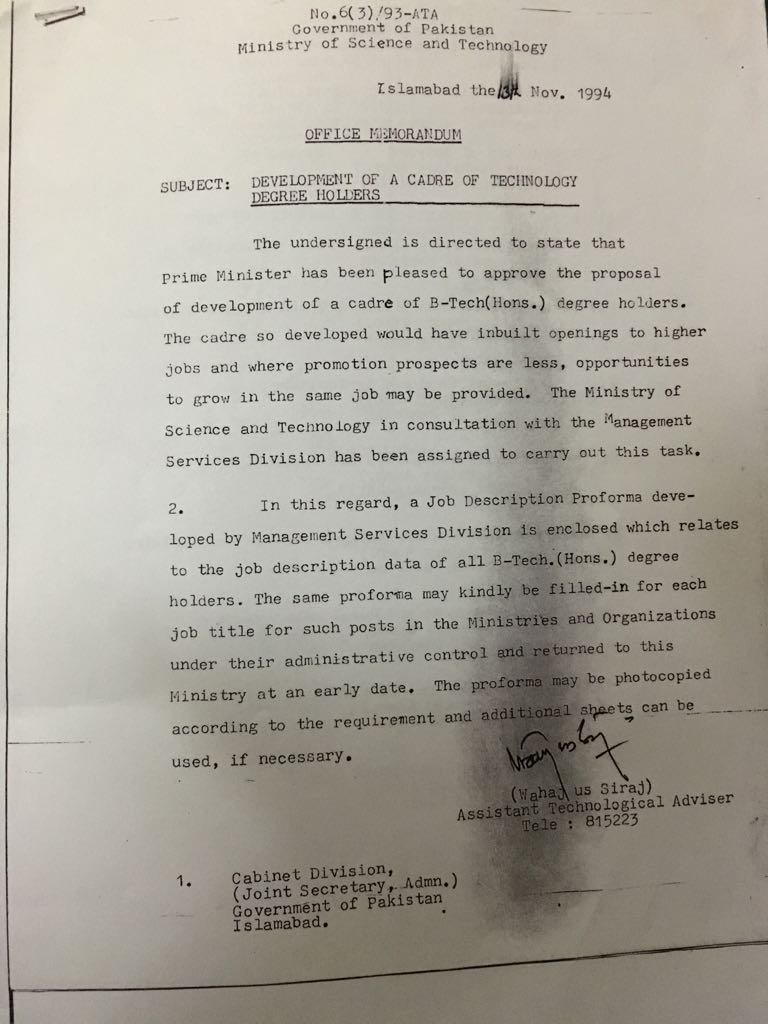 No.6(3)/93-ATA
Government of Pakistan
Ministry of Science and Technology
Islamabad the 13th Nov. 1994
OFFICE MEMORANDUM
SUBJECT: DEVELOPMENT OF A CADRE OF TECHNOLOGY
DEGREE HOLDERS
The undersigned is directed to state that
Prime Minister has been pleased to approve the proposal
of development of a cadre of B-Tech(Hons.) degree holders.
The cadre so developed would have inbuilt openings to higher
jobs and where promotion prospects are less, opportunities
to grow in the same job may be provided. The Ministry of
Science and Technology in consultation with the Management
Services Division has been assigned to carry out this task.
2. In this regard, a Job Description Proforma deve-
loped by Management Services Division is enclosed which relates
to the job description data of all B-Tech.(Hons.) degree
holders. The same proforma may kindly be filled-in for each
job title for such posts in the Ministries and Organizations
under their administrative control and returned to this
Ministry at an early date. The proforma may be photocopied
according to the requirement and additional sheets can be
used, if necessary.
(Wahaj us Siraj)
Assistant Technological Adviser
Tele : 815223
1. Cabinet Division,
(Joint Secretary, Admn.)
Government of Pakistan
Islamabad.